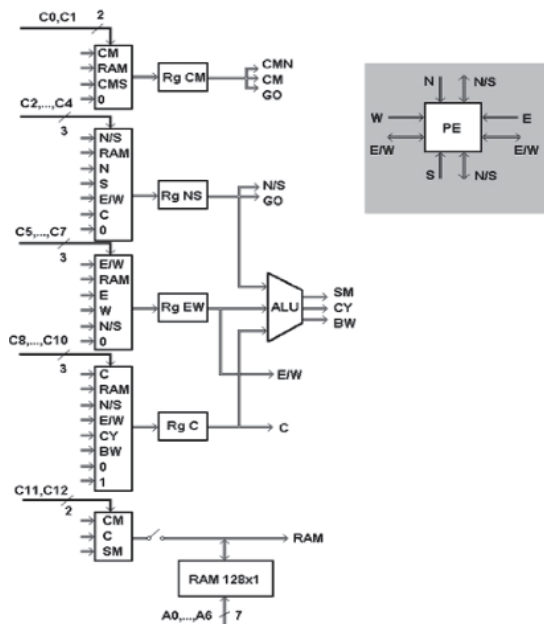 C0,C1 2
CM
RAM
CMS
0
Rg CM
CMN
CM
GO
C2,...,C4
3
N/S
RAM
N
S
E/W
C
0
Rg NS
N/S
GO
C5,...,C7
3
E/W
RAM
E
W
N/S
0
Rg EW
ALU
SM
CY
BW
E/W
C8,...,C10
3
C
RAM
N/S
E/W
CY
BW
0
1
Rg C
C
C11,C12
2
CM
C
SM
RAM
RAM 128x1
A0,...,A6 7
N N/S
W PE E
E/W E/W
S N/S